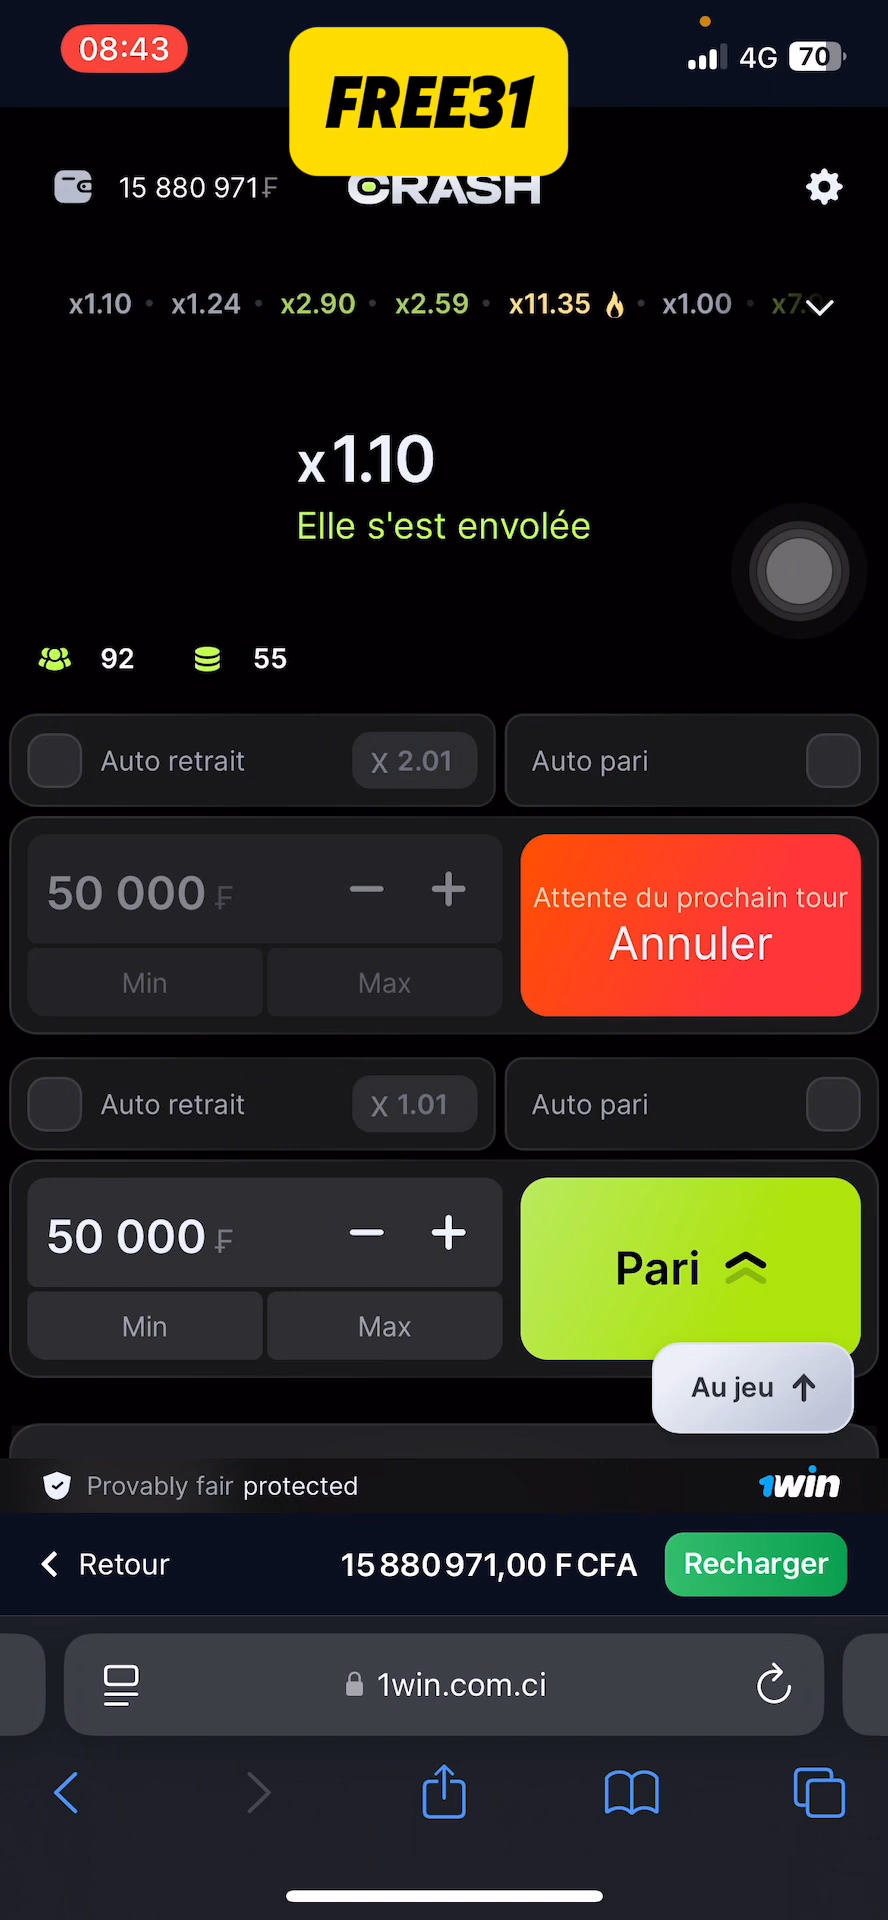 08:43
FREE31
4G
70
15 880 971 ₣
CRASH
x1.10 • x1.24 • x2.90 • x2.59 • x11.35 • x1.00 •
x1.10
Elle s'est envolée
92
55
Auto retrait
X 2.01
Auto pari
50 000 ₣
Min
Max
Attente du prochain tour
Annuler
Auto retrait
X 1.01
Auto pari
50 000 ₣
Min
Max
Pari
Au jeu
Provably fair protected
1win
Retour
15 880 971,00 F CFA
Recharger
1win.com.ci